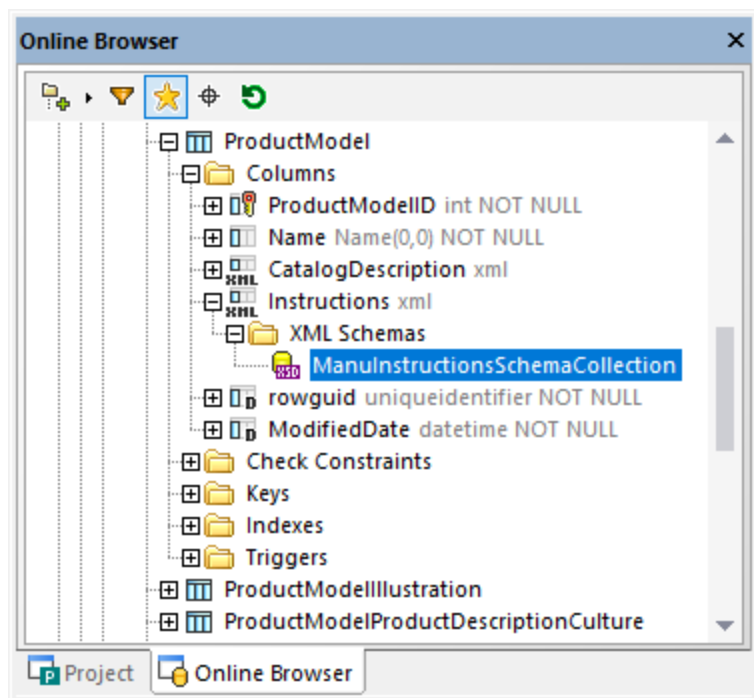 Online Browser
ProductModel
Columns
ProductModelID int NOT NULL
Name Name(0,0) NOT NULL
CatalogDescription xml
Instructions xml
XML Schemas
ManuInstructionsSchemaCollection
rowguid uniqueidentifier NOT NULL
ModifiedDate datetime NOT NULL
Check Constraints
Keys
Indexes
Triggers
ProductModelIllustration
ProductModelProductDescriptionCulture
Project Online Browser